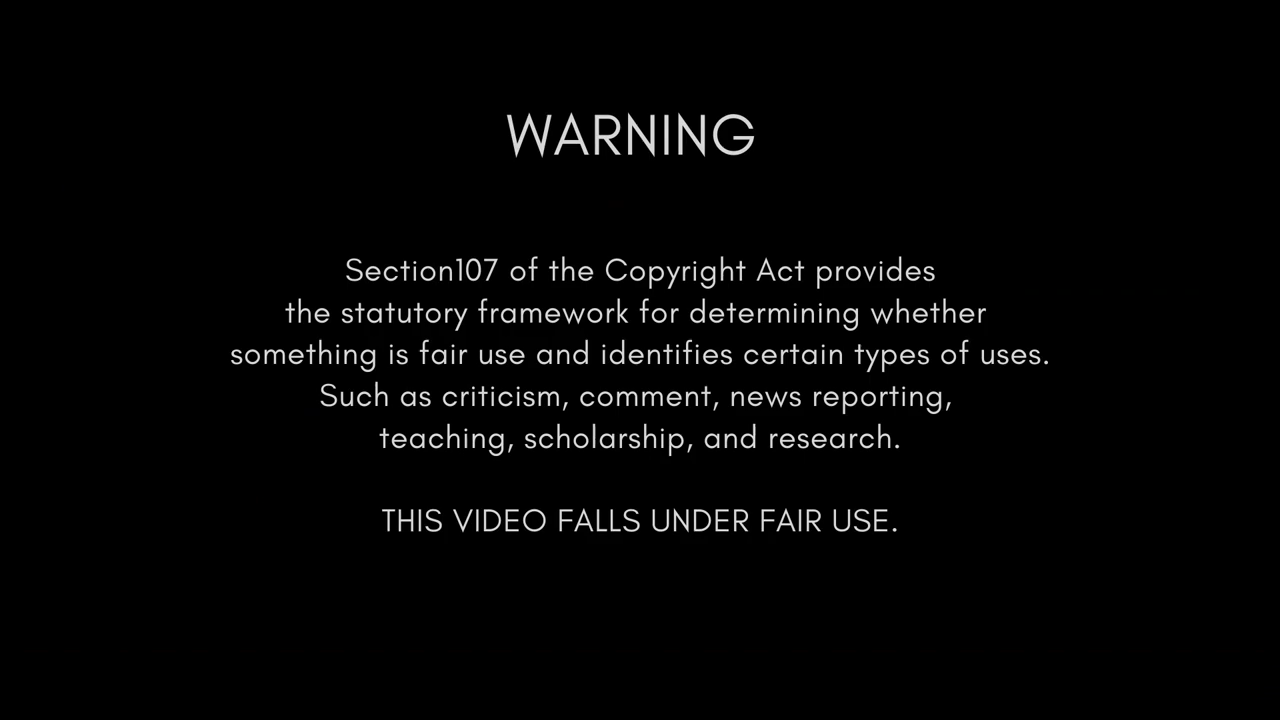 WARNING
Section107 of the Copyright Act provides
the statutory framework for determining whether
something is fair use and identifies certain types of uses.
Such as criticism, comment, news reporting,
teaching, scholarship, and research.
THIS VIDEO FALLS UNDER FAIR USE.